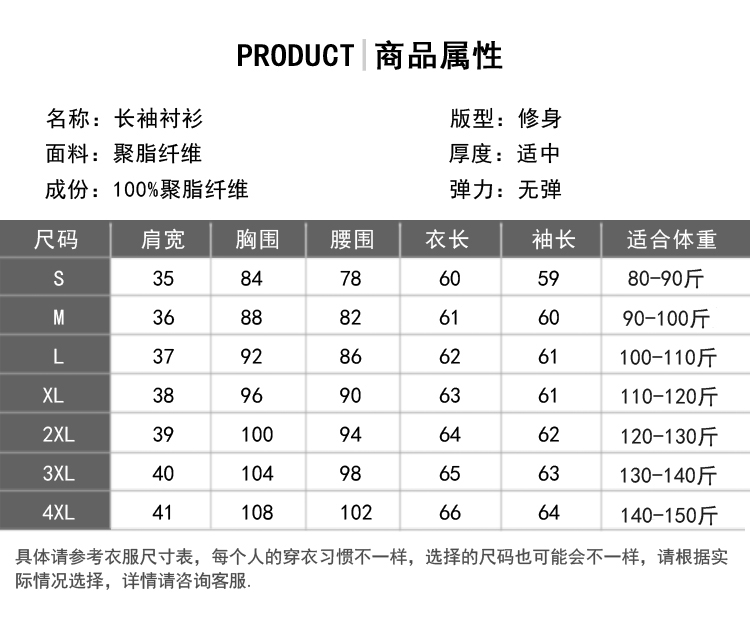 PRODUCT 商品属性
名称：长袖衬衫 版型：修身
面料：聚脂纤维 厚度：适中
成份：100%聚脂纤维 弹力：无弹
尺码 肩宽 胸围 腰围 衣长 袖长 适合体重
S 35 84 78 60 59 80-90斤
M 36 88 82 61 60 90-100斤
L 37 92 86 62 61 100-110斤
XL 38 96 90 63 61 110-120斤
2XL 39 100 94 64 62 120-130斤
3XL 40 104 98 65 63 130-140斤
4XL 41 108 102 66 64 140-150斤
具体请参考衣服尺寸表，每个人的穿衣习惯不一样，选择的尺码也可能会不一样，请根据实
际情况选择，详情请咨询客服.